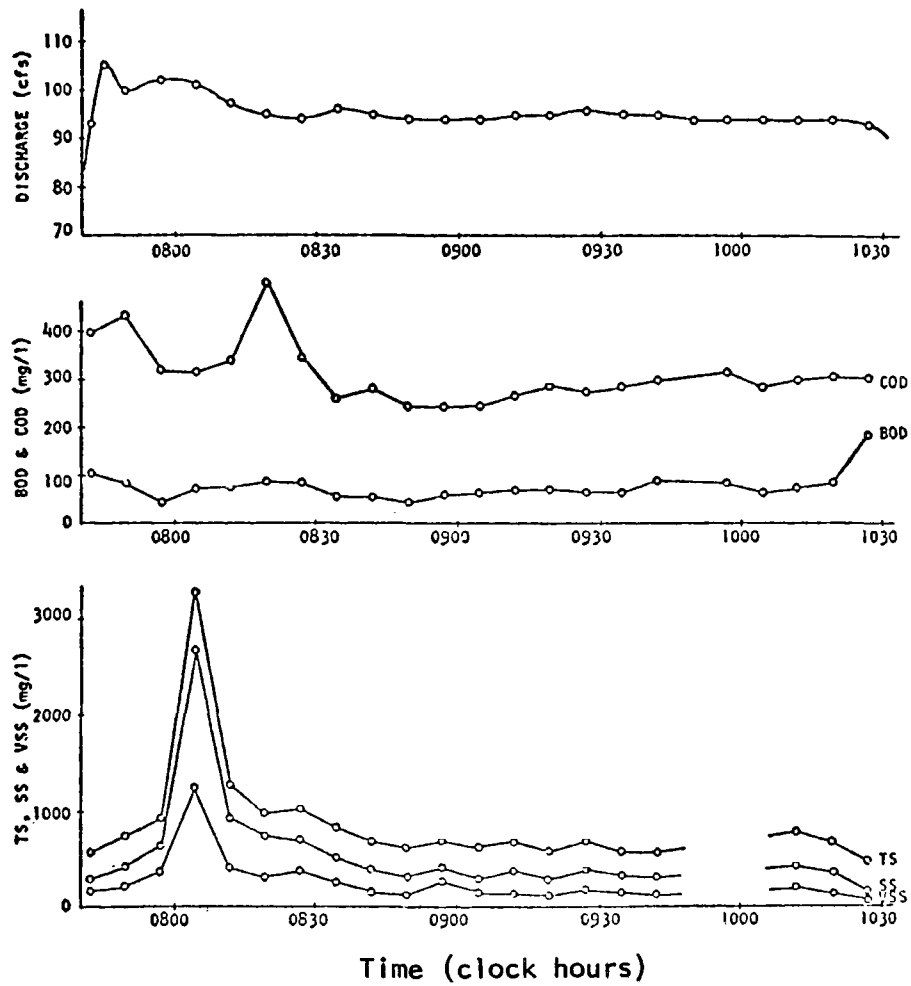 DISCHARGE (cfs)
110
100
90
80
70
0800 0830 0900 0930 1000 1030
BOD & COD (mg/l)
400
300
200
100
0
COD
BOD
0800 0830 0900 0930 1000 1030
TS, SS & VSS (mg/l)
3000
2000
1000
0
TS
SS
VSS
0800 0830 0900 0930 1000 1030
Time (clock hours)